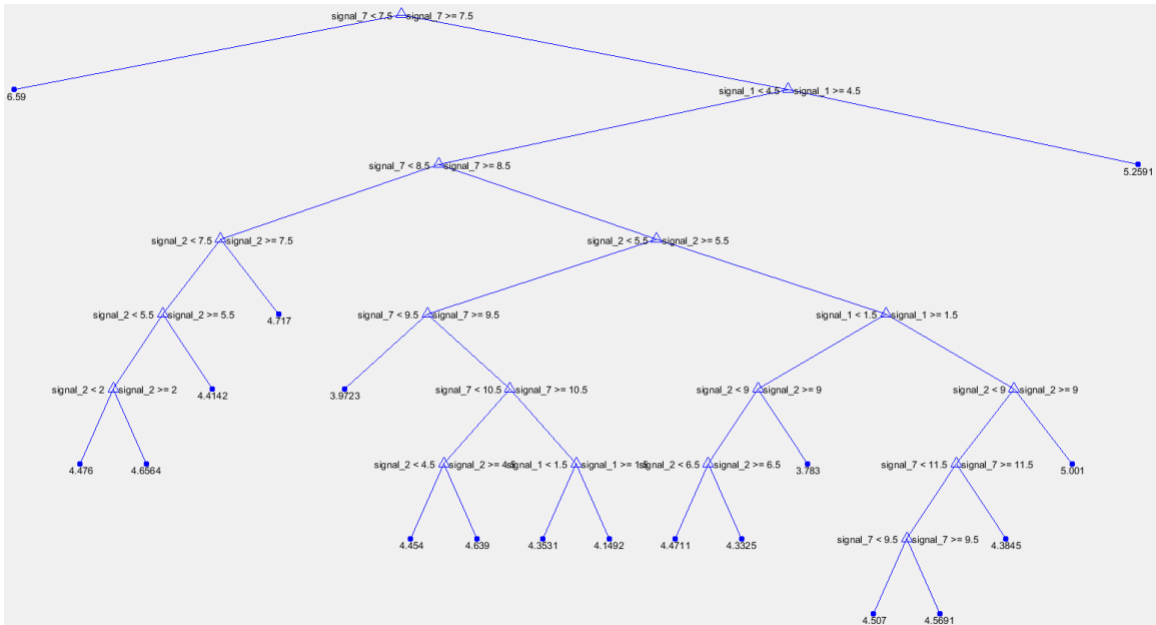 signal_7 < 7.5 signal_7 >= 7.5
6.59
signal_1 < 4.5 signal_1 >= 4.5
signal_7 < 8.5 signal_7 >= 8.5
5.2591
signal_2 < 7.5 signal_2 >= 7.5
signal_2 < 5.5 signal_2 >= 5.5
signal_2 < 5.5 signal_2 >= 5.5
4.717
signal_7 < 9.5 signal_7 >= 9.5
signal_1 < 1.5 signal_1 >= 1.5
signal_2 < 2 signal_2 >= 2
4.4142
3.9723
signal_7 < 10.5 signal_7 >= 10.5
signal_2 < 9 signal_2 >= 9
signal_2 < 9 signal_2 >= 9
4.476
4.6564
signal_2 < 4.5 signal_2 >= 4.5
signal_1 < 1.5 signal_1 >= 1.5
signal_2 < 6.5 signal_2 >= 6.5
3.783
signal_7 < 11.5 signal_7 >= 11.5
5.001
4.454
4.639
4.3531
4.1492
4.4711
4.3325
signal_7 < 9.5 signal_7 >= 9.5
4.3845
4.507
4.5691